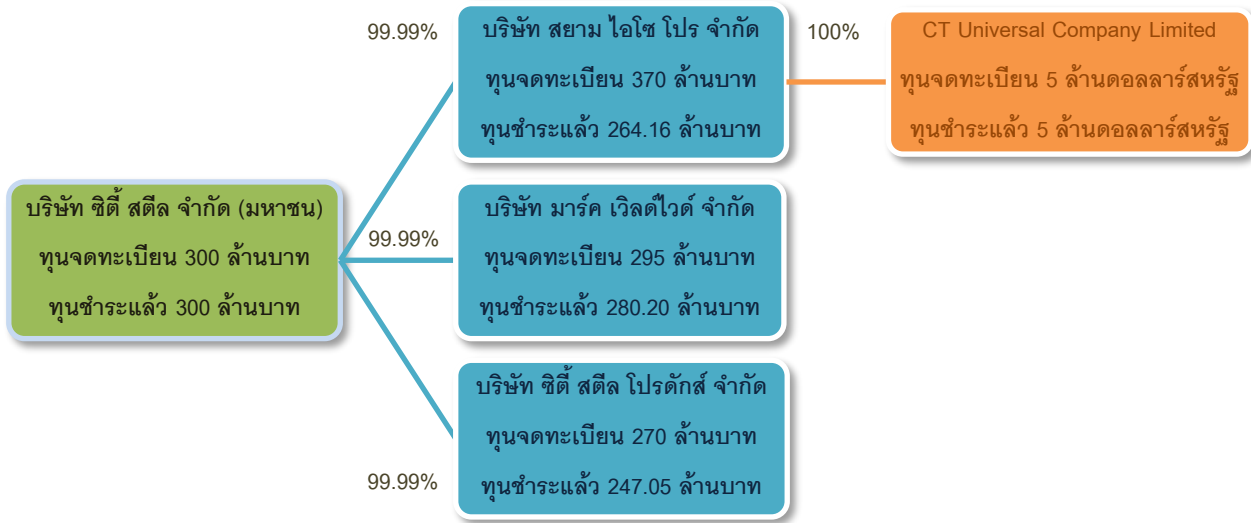 99.99%
บริษัท สยาม ไอโซ โปร จำกัด
ทุนจดทะเบียน 370 ล้านบาท
ทุนชำระแล้ว 264.16 ล้านบาท
100%
CT Universal Company Limited
ทุนจดทะเบียน 5 ล้านดอลลาร์สหรัฐ
ทุนชำระแล้ว 5 ล้านดอลลาร์สหรัฐ
บริษัท ซิตี้ สตีล จำกัด (มหาชน)
ทุนจดทะเบียน 300 ล้านบาท
ทุนชำระแล้ว 300 ล้านบาท
99.99%
บริษัท มาร์ค เวิลด์ไวด์ จำกัด
ทุนจดทะเบียน 295 ล้านบาท
ทุนชำระแล้ว 280.20 ล้านบาท
99.99%
บริษัท ซิตี้ สตีล โปรดักส์ จำกัด
ทุนจดทะเบียน 270 ล้านบาท
ทุนชำระแล้ว 247.05 ล้านบาท